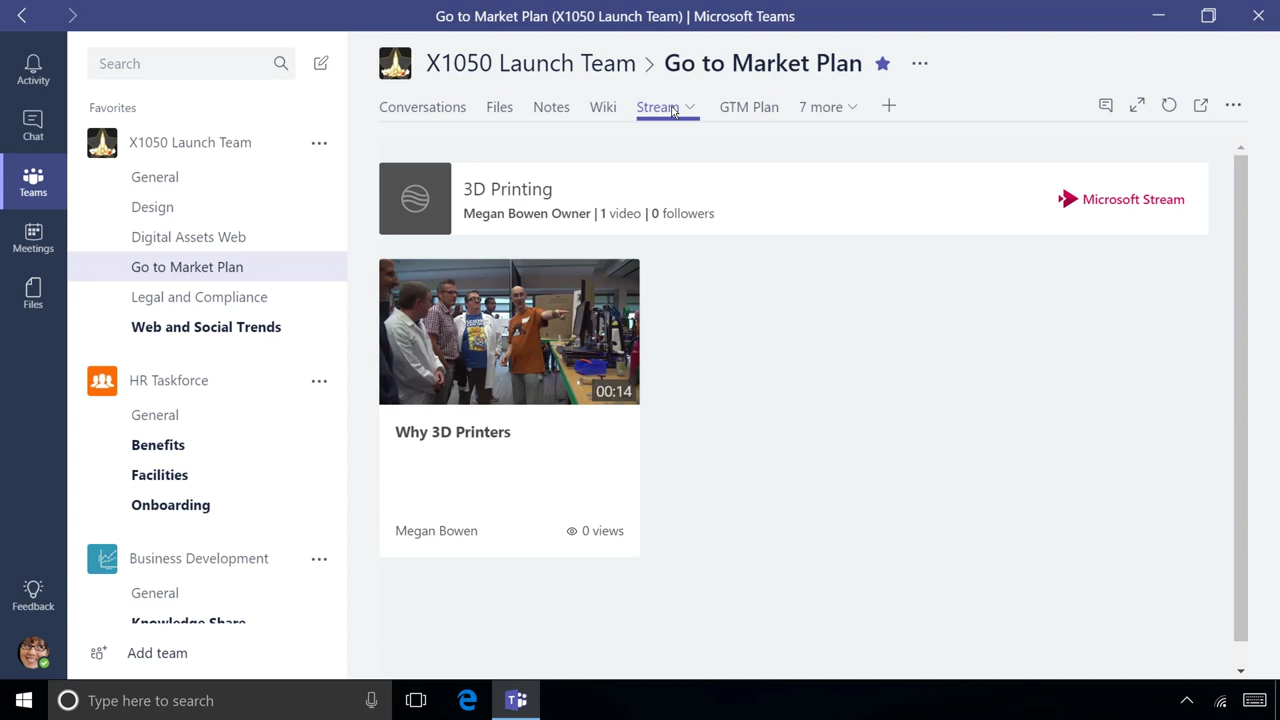 Go to Market Plan (X1050 Launch Team) | Microsoft Teams
Activity
Chat
Teams
Meetings
Files
Feedback
Search
Favorites
X1050 Launch Team
General
Design
Digital Assets Web
Go to Market Plan
Legal and Compliance
Web and Social Trends
HR Taskforce
General
Benefits
Facilities
Onboarding
Business Development
General
Knowledge Share
Add team
X1050 Launch Team > Go to Market Plan
Conversations Files Notes Wiki Stream GTM Plan 7 more
3D Printing
Megan Bowen Owner | 1 video | 0 followers
Microsoft Stream
00:14
Why 3D Printers
Megan Bowen 0 views
Type here to search